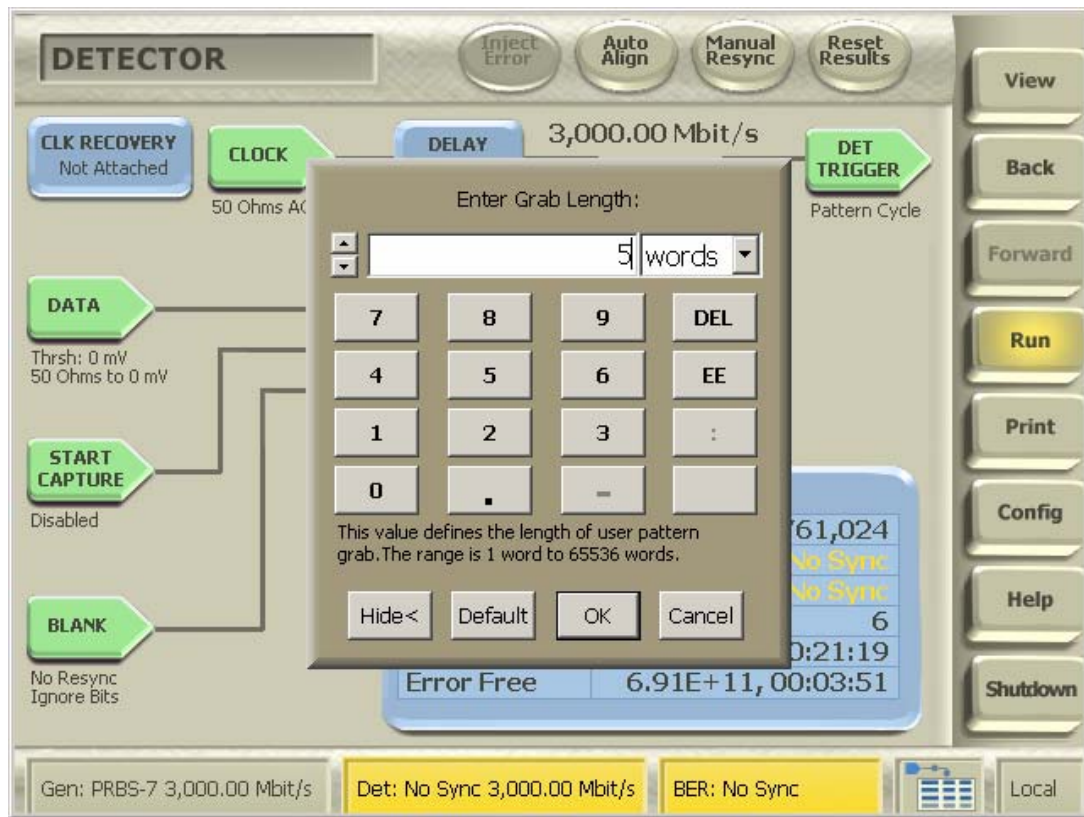 DETECTOR
Inject
Error
Auto
Align
Manual
Resync
Reset
Results
View
Back
Forward
Run
Print
Config
Help
Shutdown
CLK RECOVERY
Not Attached
CLOCK
DELAY
3,000.00 Mbit/s
DET
TRIGGER
50 Ohms AC
Pattern Cycle
DATA
Thrsh: 0 mV
50 Ohms to 0 mV
START
CAPTURE
Disabled
BLANK
No Resync
Ignore Bits
Enter Grab Length:
5 words
7 8 9 DEL
4 5 6 EE
1 2 3 :
0 . -
This value defines the length of user pattern
grab.The range is 1 word to 65536 words.
Hide< Default OK Cancel
61,024
No Sync
No Sync
6
0:21:19
Error Free 6.91E+11, 00:03:51
Gen: PRBS-7 3,000.00 Mbit/s
Det: No Sync 3,000.00 Mbit/s
BER: No Sync
Local